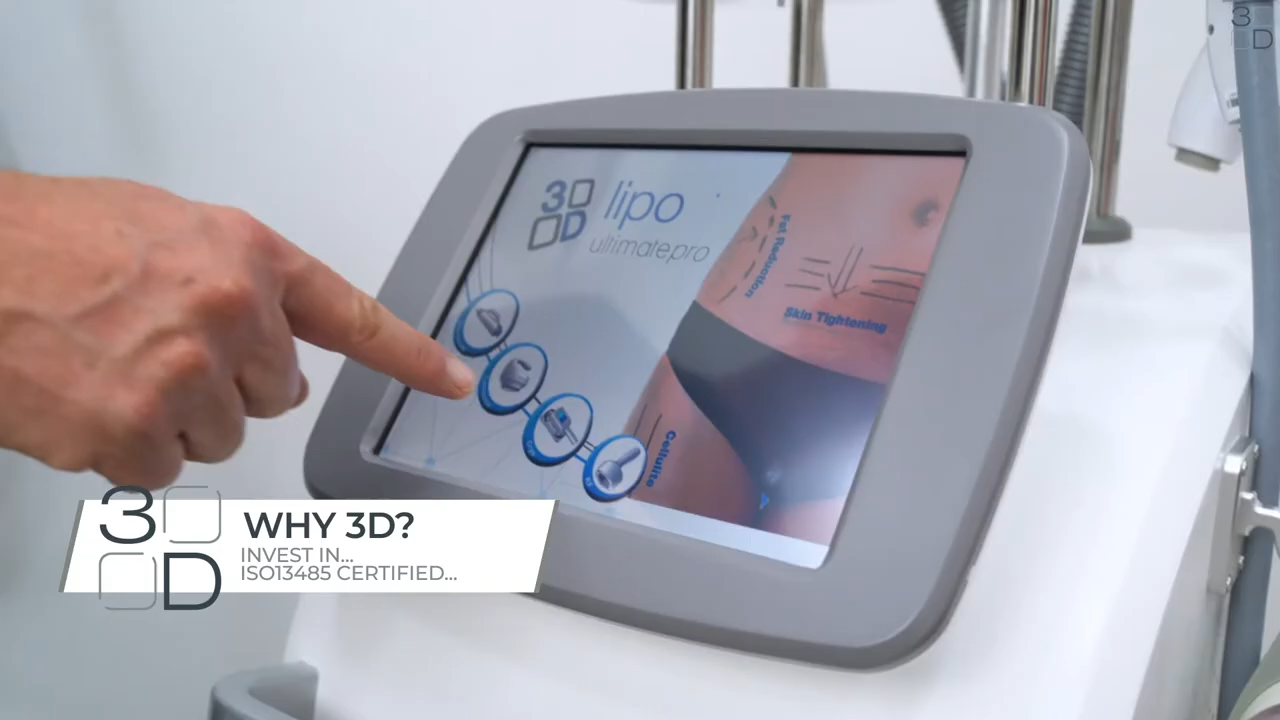 3D
3D
lipo
ultimatepro
Fat Reduction
Skin Tightening
Cellulite
3D
WHY 3D?
INVEST IN...
ISO13485 CERTIFIED...